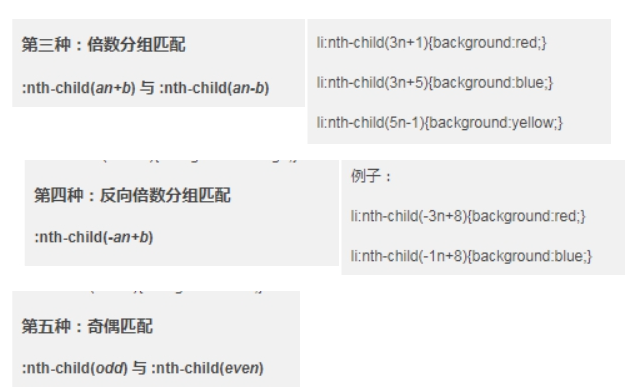 第三种：倍数分组匹配
:nth-child(an+b) 与 :nth-child(an-b)
li:nth-child(3n+1){background:red;}
li:nth-child(3n+5){background:blue;}
li:nth-child(5n-1){background:yellow;}
第四种：反向倍数分组匹配
:nth-child(-an+b)
例子：
li:nth-child(-3n+8){background:red;}
li:nth-child(-1n+8){background:blue;}
第五种：奇偶匹配
:nth-child(odd) 与 :nth-child(even)